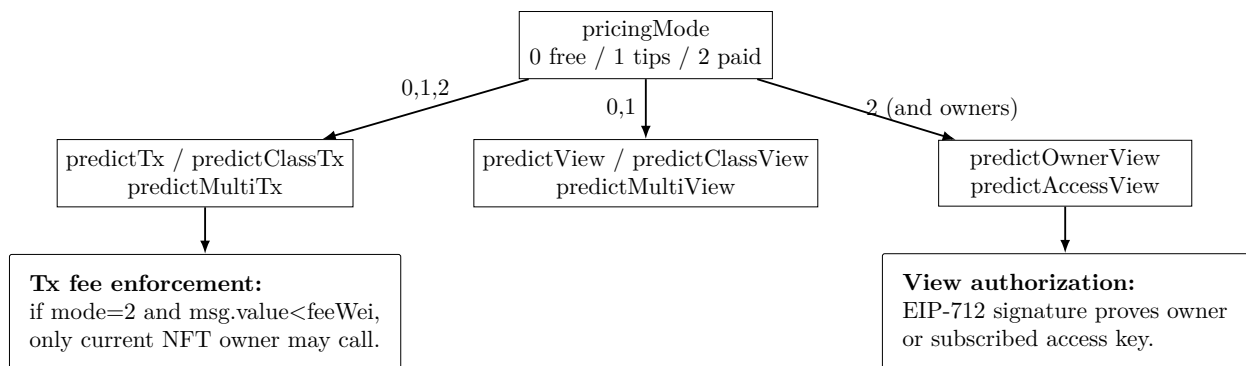 pricingMode
0 free / 1 tips / 2 paid
0,1,2
0,1
2 (and owners)
predictTx / predictClassTx
predictMultiTx
predictView / predictClassView
predictMultiView
predictOwnerView
predictAccessView
Tx fee enforcement:
if mode=2 and msg.value<feeWei,
only current NFT owner may call.
View authorization:
EIP-712 signature proves owner
or subscribed access key.